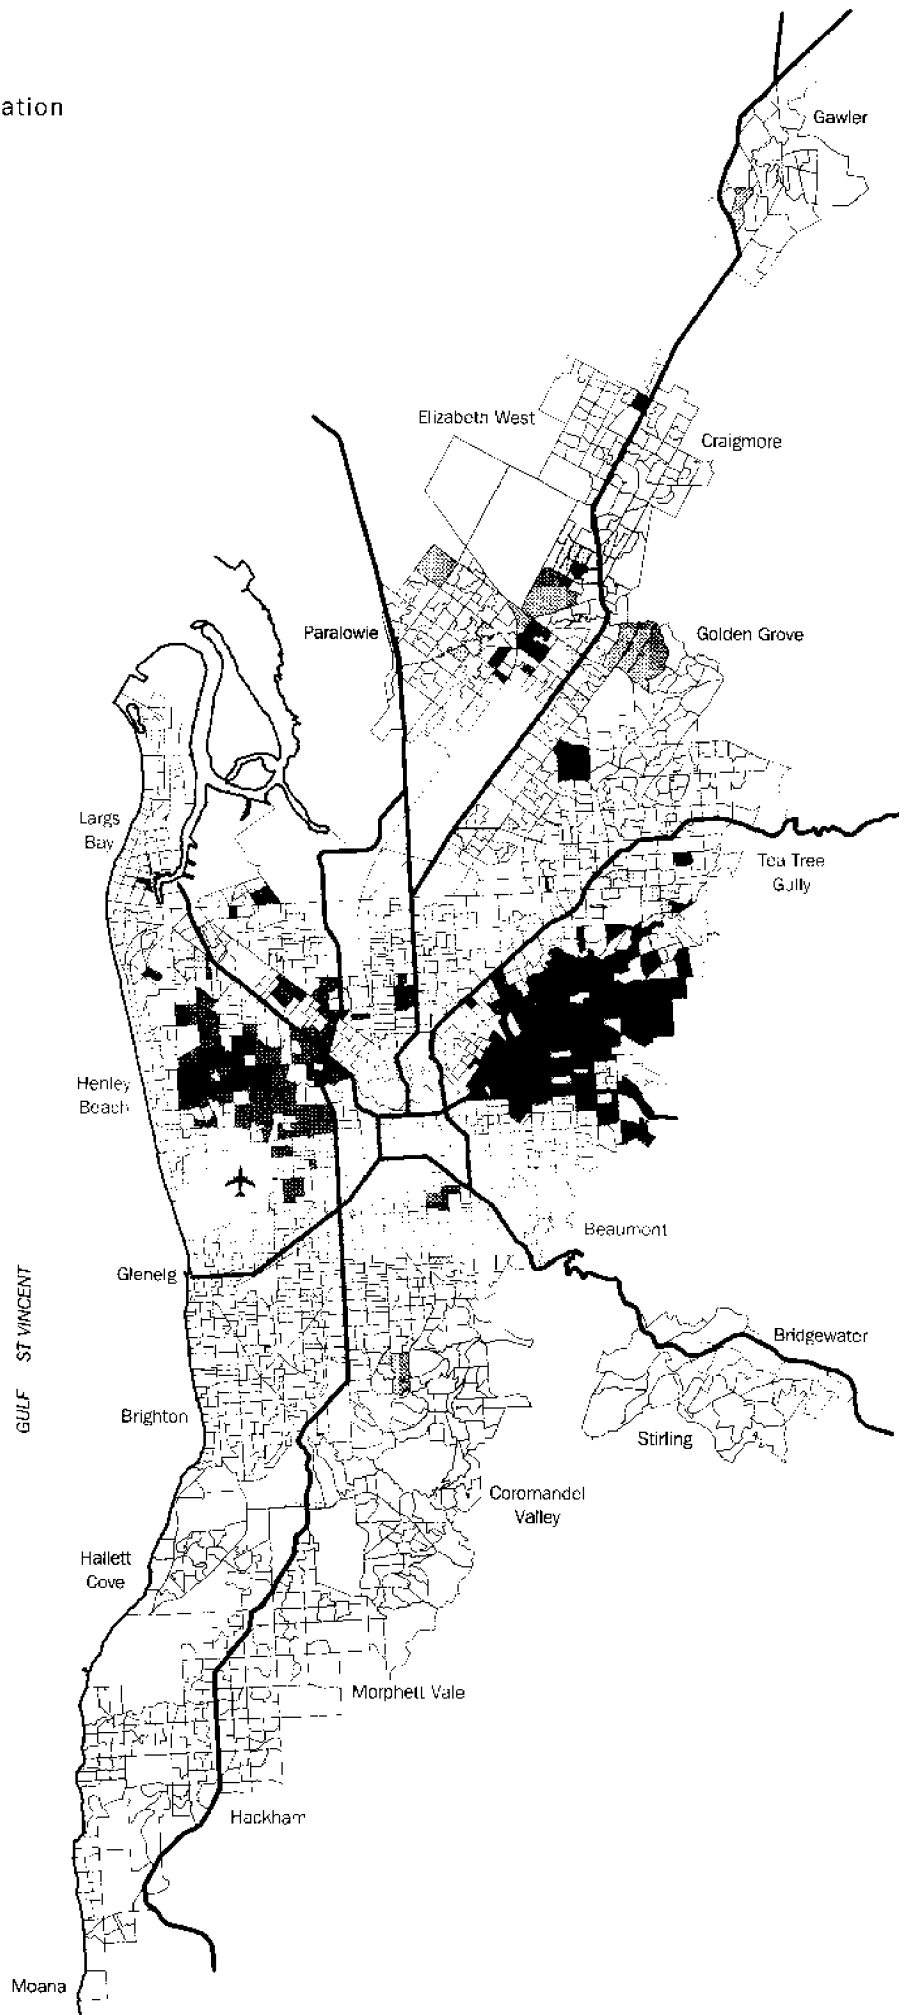 ation
Gawler
Elizabeth West
Craigmore
Paralowie
Golden Grove
Largs
Bay
Tea Tree
Gully
Henley
Beach
Beaumont
Glenelg
GULF ST VINCENT
Bridgewater
Brighton
Stirling
Coromandel
Valley
Hallett
Cove
Morphett Vale
Hackham
Moana